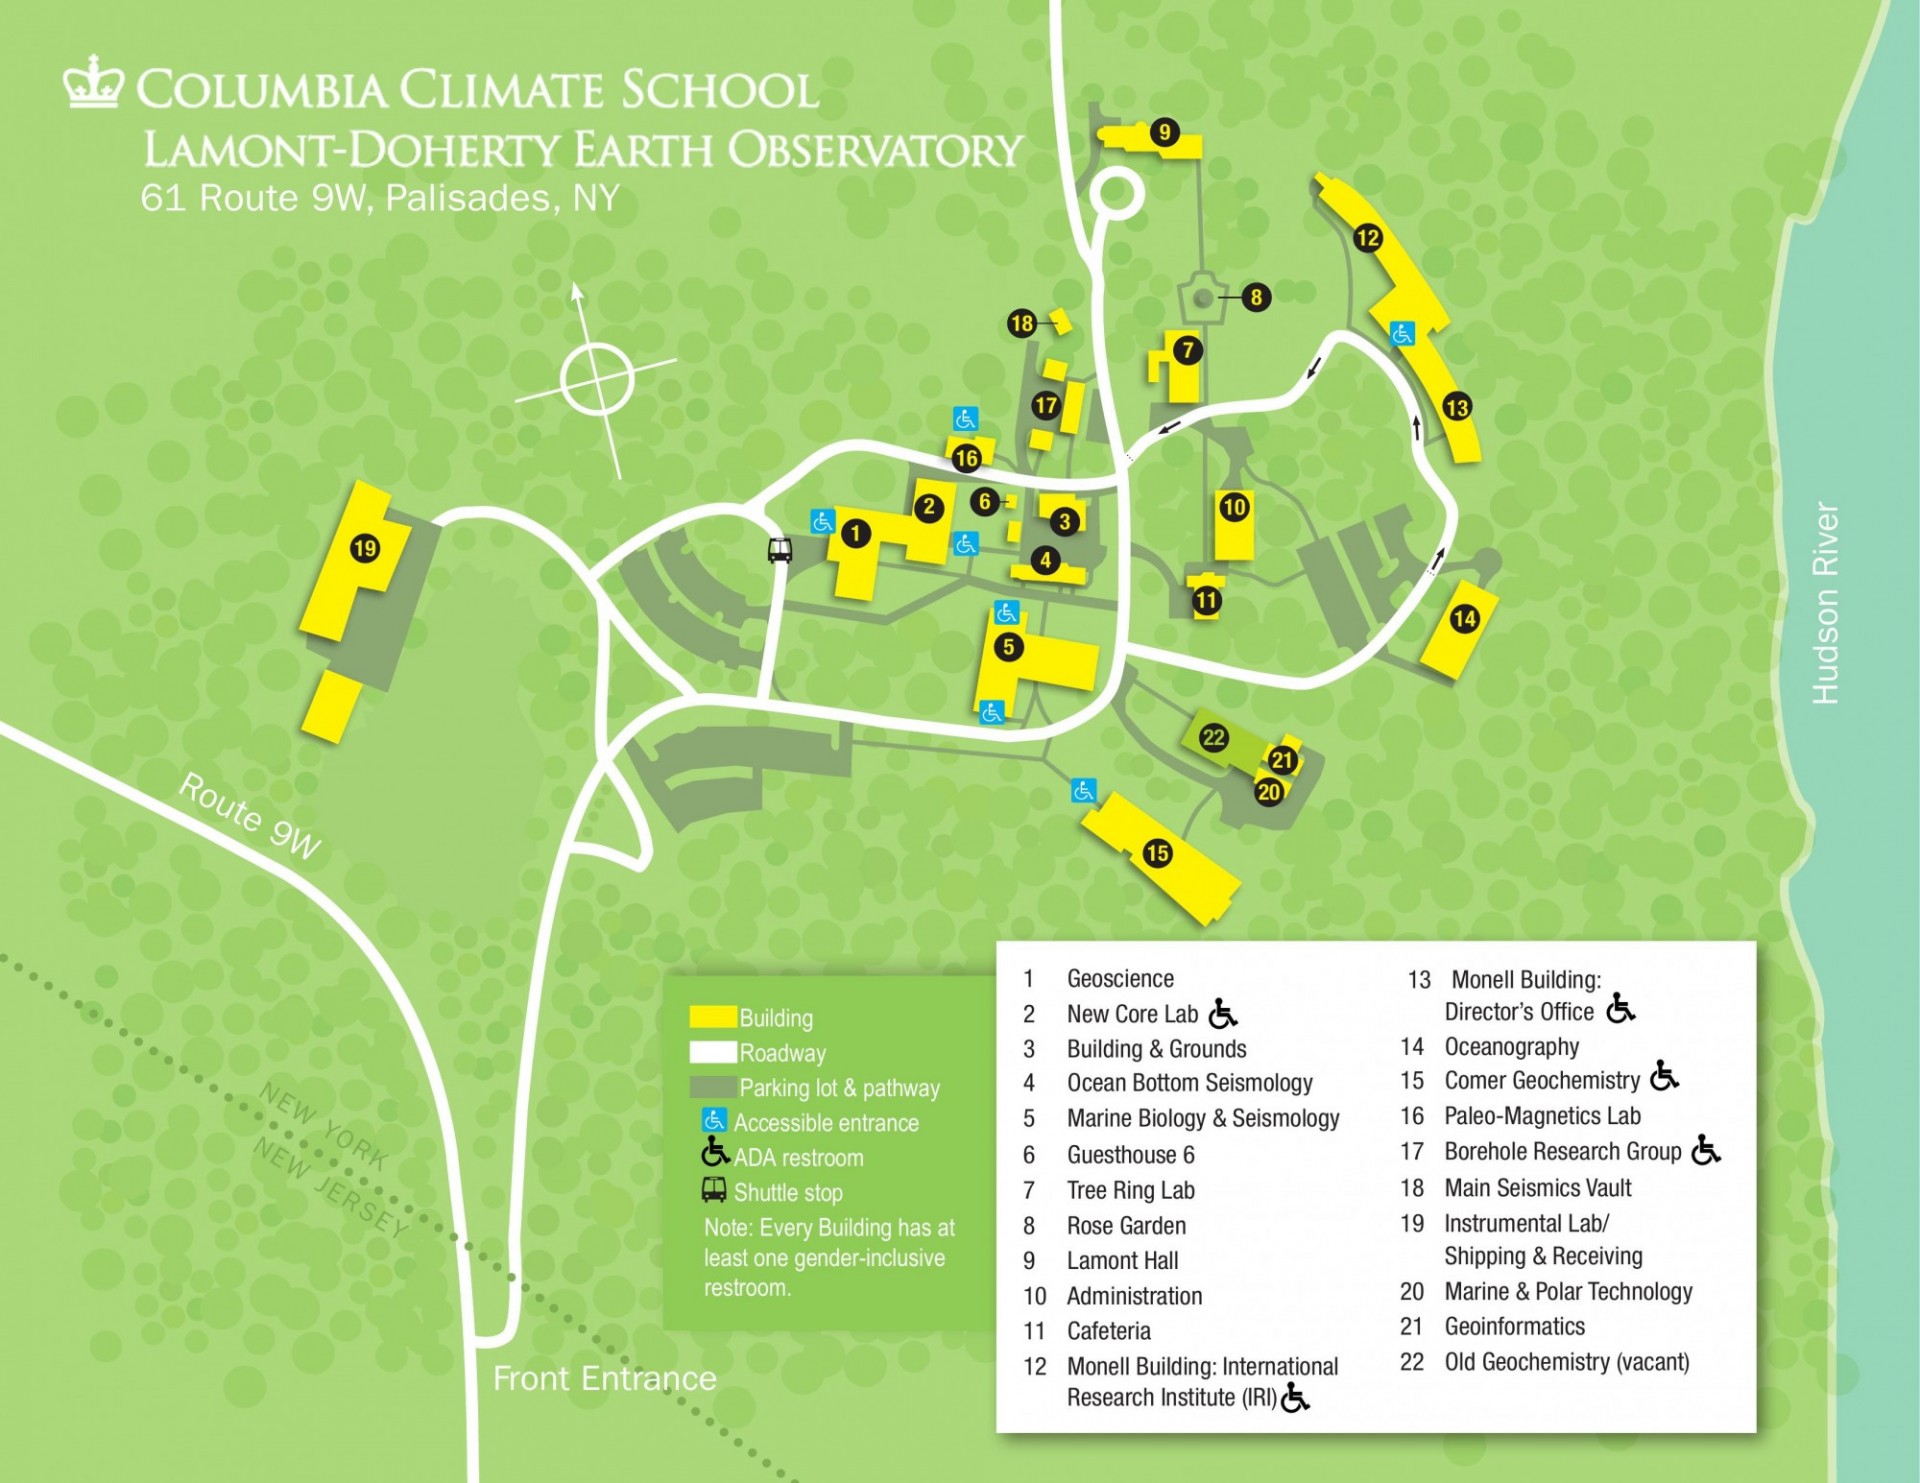 COLUMBIA CLIMATE SCHOOL
LAMONT-DOHERTY EARTH OBSERVATORY
61 Route 9W, Palisades, NY
9
12
8
18
7
17
13
16
2
6
10
1
3
19
4
11
14
5
22
21
20
15
Hudson River
Route 9W
NEW YORK
NEW JERSEY
Front Entrance
Building
Roadway
Parking lot & pathway
Accessible entrance
ADA restroom
Shuttle stop
Note: Every Building has at
least one gender-inclusive
restroom.
1 Geoscience
2 New Core Lab
3 Building & Grounds
4 Ocean Bottom Seismology
5 Marine Biology & Seismology
6 Guesthouse 6
7 Tree Ring Lab
8 Rose Garden
9 Lamont Hall
10 Administration
11 Cafeteria
12 Monell Building: International
Research Institute (IRI)
13 Monell Building:
Director's Office
14 Oceanography
15 Comer Geochemistry
16 Paleo-Magnetics Lab
17 Borehole Research Group
18 Main Seismics Vault
19 Instrumental Lab/
Shipping & Receiving
20 Marine & Polar Technology
21 Geoinformatics
22 Old Geochemistry (vacant)